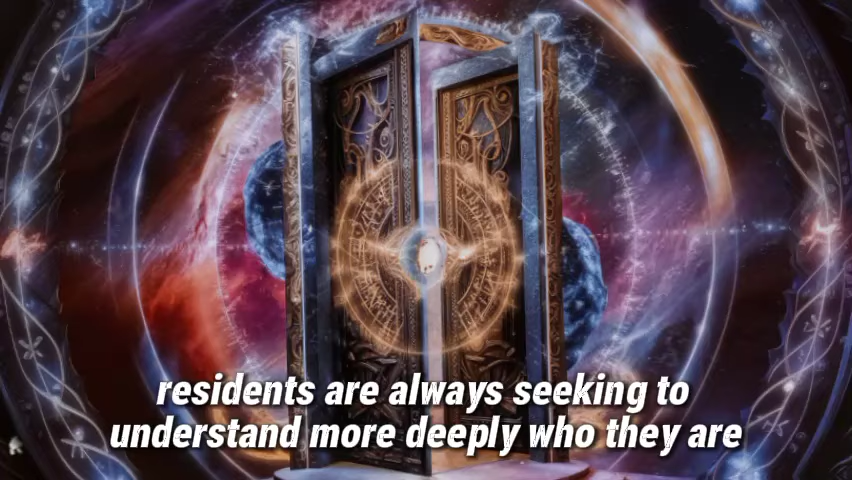 residents are always seeking to
understand more deeply who they are